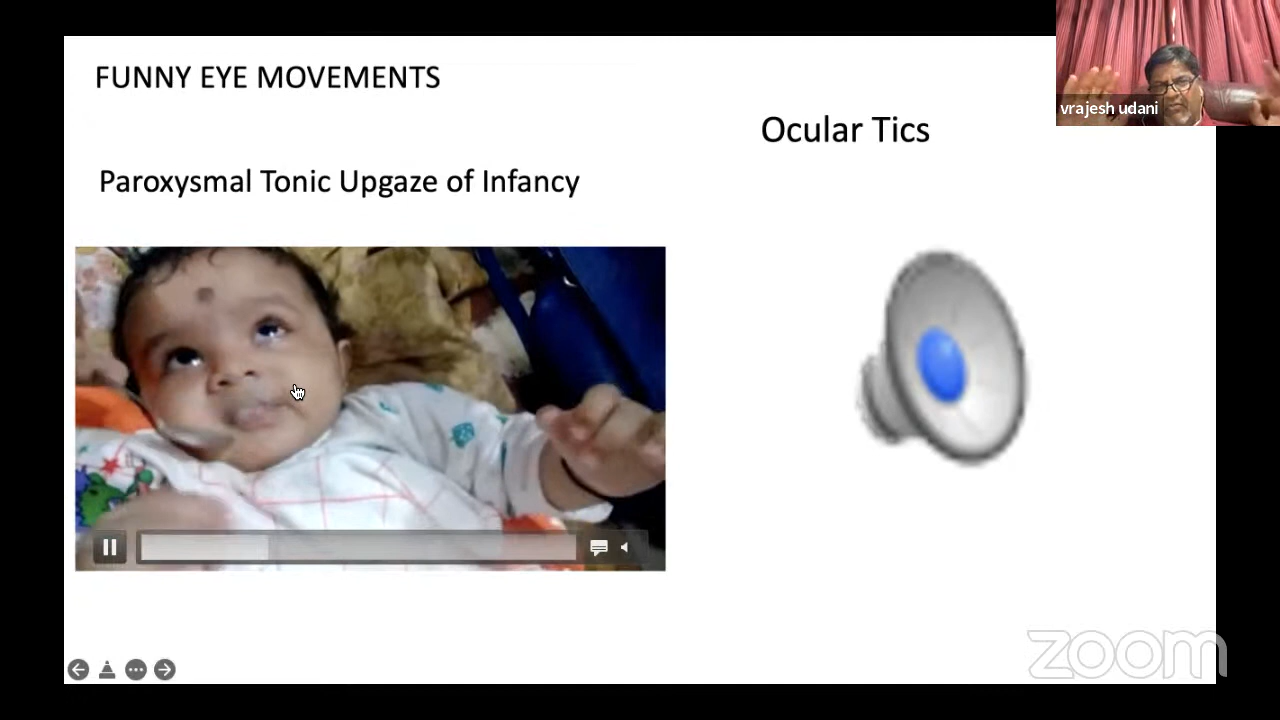 FUNNY EYE MOVEMENTS
vrajesh udani
Ocular Tics
Paroxysmal Tonic Upgaze of Infancy
zoom